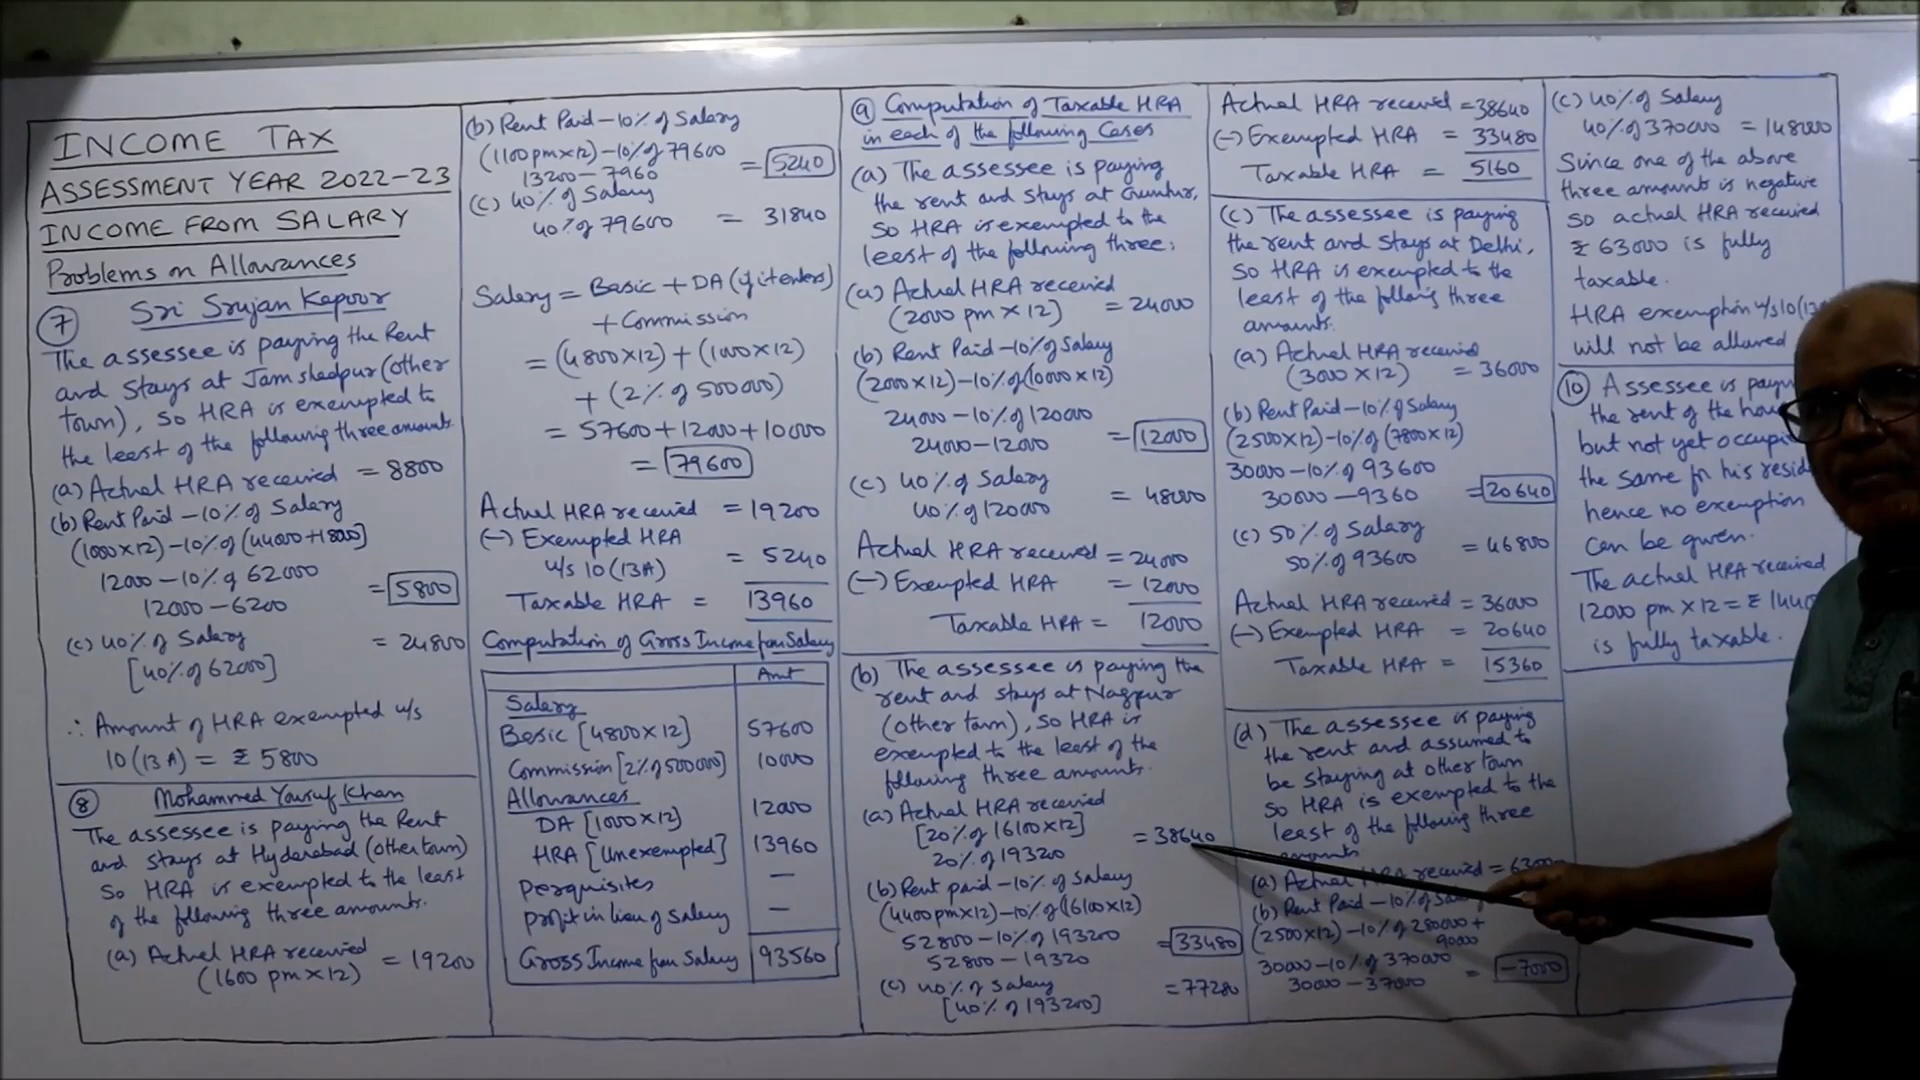 INCOME TAX
ASSESSMENT YEAR 2022-23
INCOME FROM SALARY
Problems on Allowances
7 Sri Srujan Kapoor
The assessee is paying the Rent
and stays at Jamshedpur (other
town), so HRA is exempted to
the least of the following three amounts.
(a) Actual HRA received = 8800
(b) Rent Paid - 10% of Salary
(1000×12) - 10% of [44000+18000]
12000 - 10% of 62000
12000 - 6200 = 5800
(c) 40% of Salary = 24800
[40% of 62000]
∴ Amount of HRA exempted u/s
10(13A) = ₹ 5800
8 Mohammed Yousuf Khan
The assessee is paying the Rent
and stays at Hyderabad (other town)
So HRA is exempted to the least
of the following three amounts.
(a) Actual HRA received
(1600 pm × 12) = 19200
(b) Rent Paid - 10% of Salary
(1100 pm × 12) - 10% of 79600
13200 - 7960 = 5240
(c) 40% of Salary
40% of 79600 = 31840
Salary = Basic + DA (if it enters)
+ Commission
= (4800×12) + (1000×12)
+ (2% of 500000)
= 57600 + 12000 + 10000
= 79600
Actual HRA received = 19200
(-) Exempted HRA
u/s 10(13A) = 5240
Taxable HRA = 13960
Computation of Gross Income from Salary
Amt
Salary
Basic [4800×12] 57600
Commission [2% of 500000] 10000
Allowances
DA [1000×12] 12000
HRA [Unexempted] 13960
Perquisites —
Profit in lieu of Salary —
Gross Income from Salary 93560
9 Computation of Taxable HRA
in each of the following Cases
(a) The assessee is paying
the rent and stays at Guntur,
so HRA is exempted to the
least of the following three:
(a) Actual HRA received
(2000 pm × 12) = 24000
(b) Rent Paid - 10% of Salary
(2000×12) - 10% of (10000×12)
24000 - 10% of 120000
24000 - 12000 = 12000
(c) 40% of Salary
40% of 120000 = 48000
Actual HRA received = 24000
(-) Exempted HRA = 12000
Taxable HRA = 12000
(b) The assessee is paying the
rent and stays at Nagpur
(other town), so HRA is
exempted to the least of the
following three amounts.
(a) Actual HRA received
[20% of 16100×12]
20% of 19320 = 38640
(b) Rent paid - 10% of Salary
(4400 pm×12) - 10% of (16100×12)
52800 - 10% of 193200
52800 - 19320 = 33480
(c) 40% of Salary
[40% of 193200] = 77280
Actual HRA received = 38640
(-) Exempted HRA = 33480
Taxable HRA = 5160
(c) The assessee is paying
the rent and stays at Delhi,
so HRA is exempted to the
least of the following three
amounts.
(a) Actual HRA received
(3000 × 12) = 36000
(b) Rent Paid - 10% of Salary
(2500×12) - 10% of (7800×12)
30000 - 10% of 93600
30000 - 9360 = 20640
(c) 50% of Salary
50% of 93600 = 46800
Actual HRA received = 36000
(-) Exempted HRA = 20640
Taxable HRA = 15360
(d) The assessee is paying
the rent and assumed to
be staying at other town
so HRA is exempted to the
least of the following three
amounts
(a) Actual HRA received = 63000
(b) Rent Paid - 10% of Salary
(2500×12) - 10% of 280000 +
90000
30000 - 10% of 370000
30000 - 37000 = -7000
(c) 40% of Salary
40% of 370000 = 148000
Since one of the above
three amounts is negative
so actual HRA received
₹ 63000 is fully
taxable.
HRA exemption u/s 10(13
will not be allowed
10 Assessee is payin
the rent of the hou
but not yet occupi
the same for his resid
hence no exemption
can be given.
The actual HRA received
12000 pm × 12 = ₹ 1440
is fully taxable.